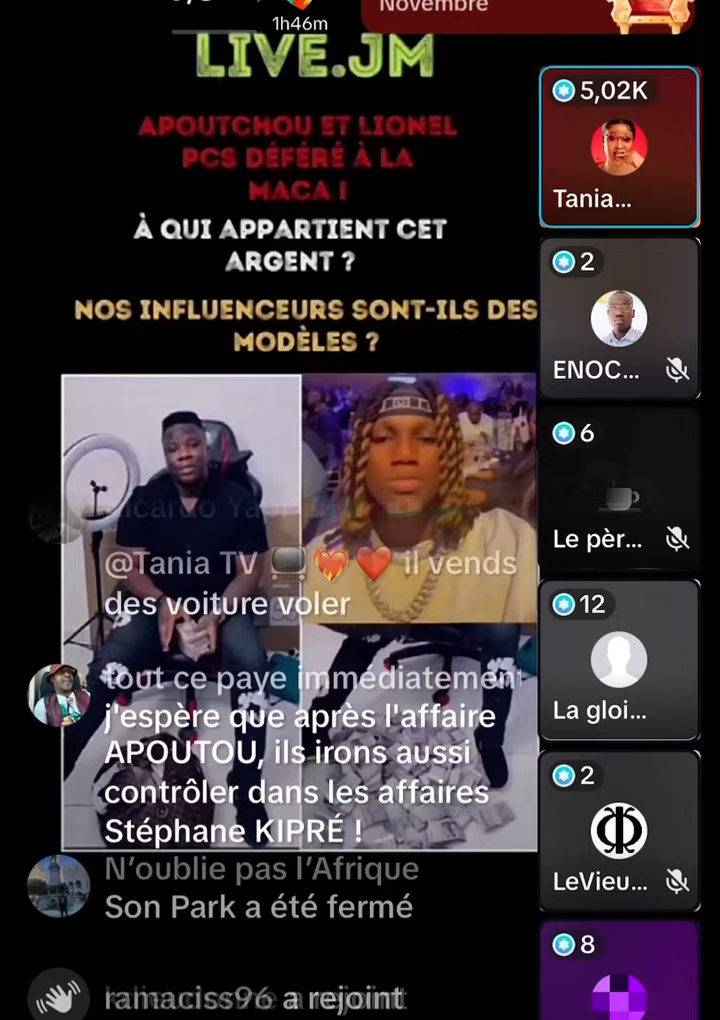 1h46m
Novembre
LIVE.JM
APOUTCHOU ET LIONEL
PCS DÉFÉRÉ À LA
MACA !
À QUI APPARTIENT CET
ARGENT ?
NOS INFLUENCEURS SONT-ILS DES
MODÈLES ?
@Tania TV il vends
des voiture voler
tout ce paye immédiatement
j'espère que après l'affaire
APOUTOU, ils irons aussi
contrôler dans les affaires
Stéphane KIPRÉ !
N'oublie pas l'Afrique
Son Park a été fermé
ramaciss96 a rejoint
5,02K
Tania...
2
ENOC...
6
Le pèr...
12
La gloi...
2
LeVieu...
8